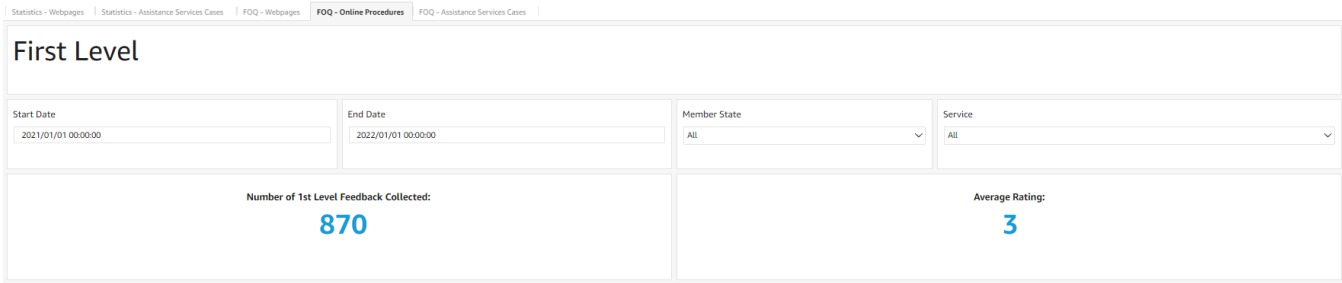 Statistics - Webpages Statistics - Assistance Services Cases FOQ - Webpages FOQ - Online Procedures FOQ - Assistance Services Cases
First Level
Start Date End Date Member State Service
2021/01/01 00:00:00 2022/01/01 00:00:00 All All
Number of 1st Level Feedback Collected: Average Rating:
870 3